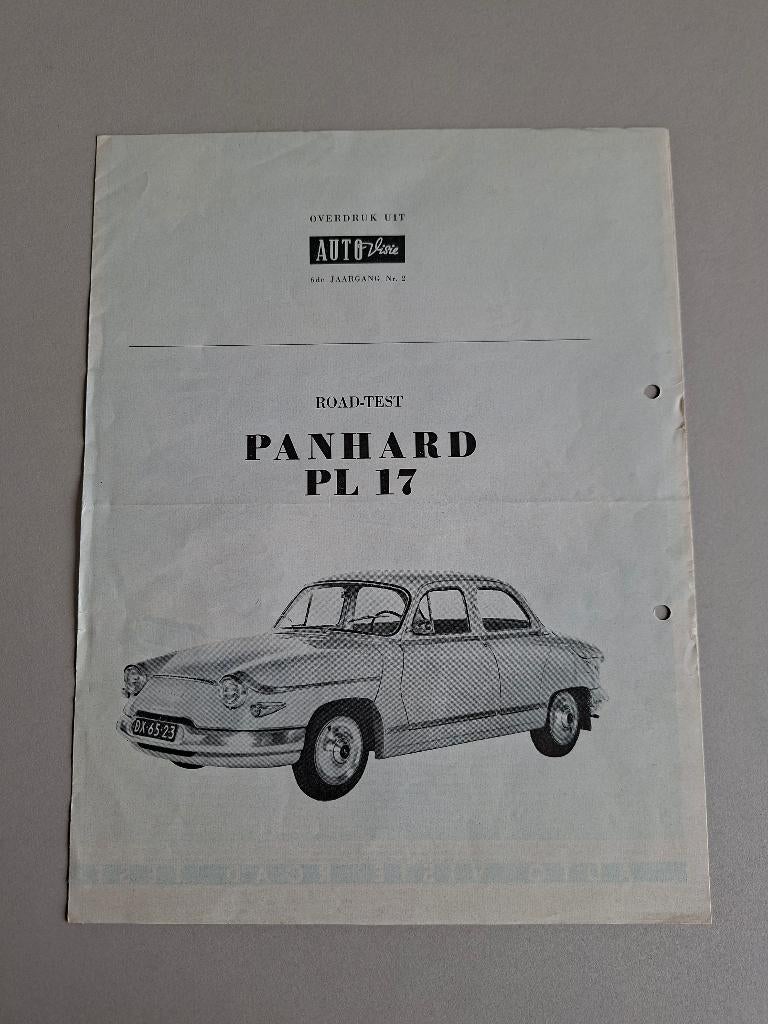 OVERDRUK UIT
AUTO Visie
6de JAARGANG Nr. 2
ROAD-TEST
PANHARD
PL 17
DX-65-23